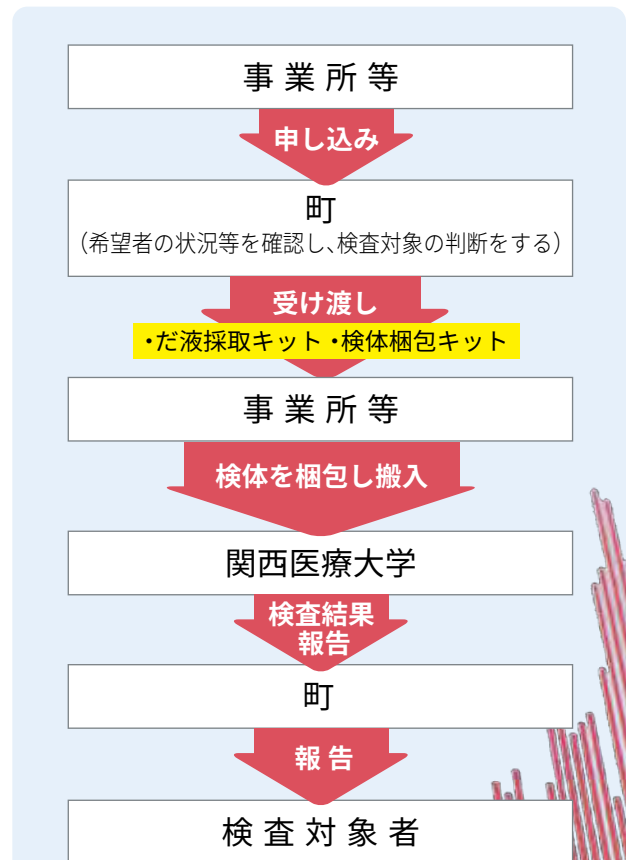 事業所等
申し込み
町
（希望者の状況等を確認し、検査対象の判断をする）
受け渡し
・だ液採取キット ・検体梱包キット
事業所等
検体を梱包し搬入
関西医療大学
検査結果
報告
町
報告
検査対象者